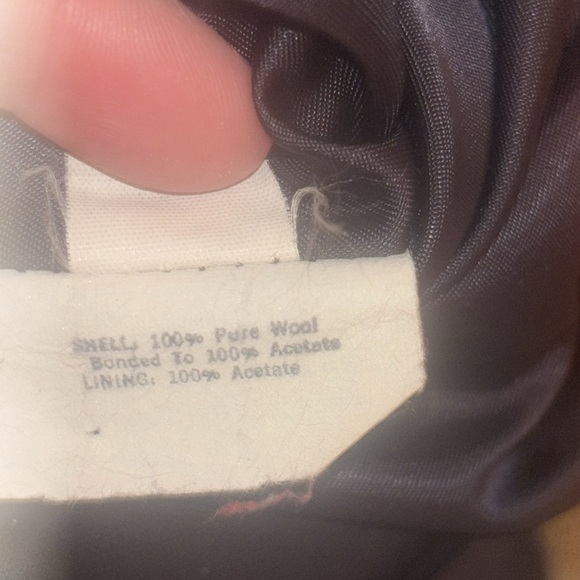 SHELL: 100% Pure Wool
Bonded To 100% Acetate
LINING: 100% Acetate